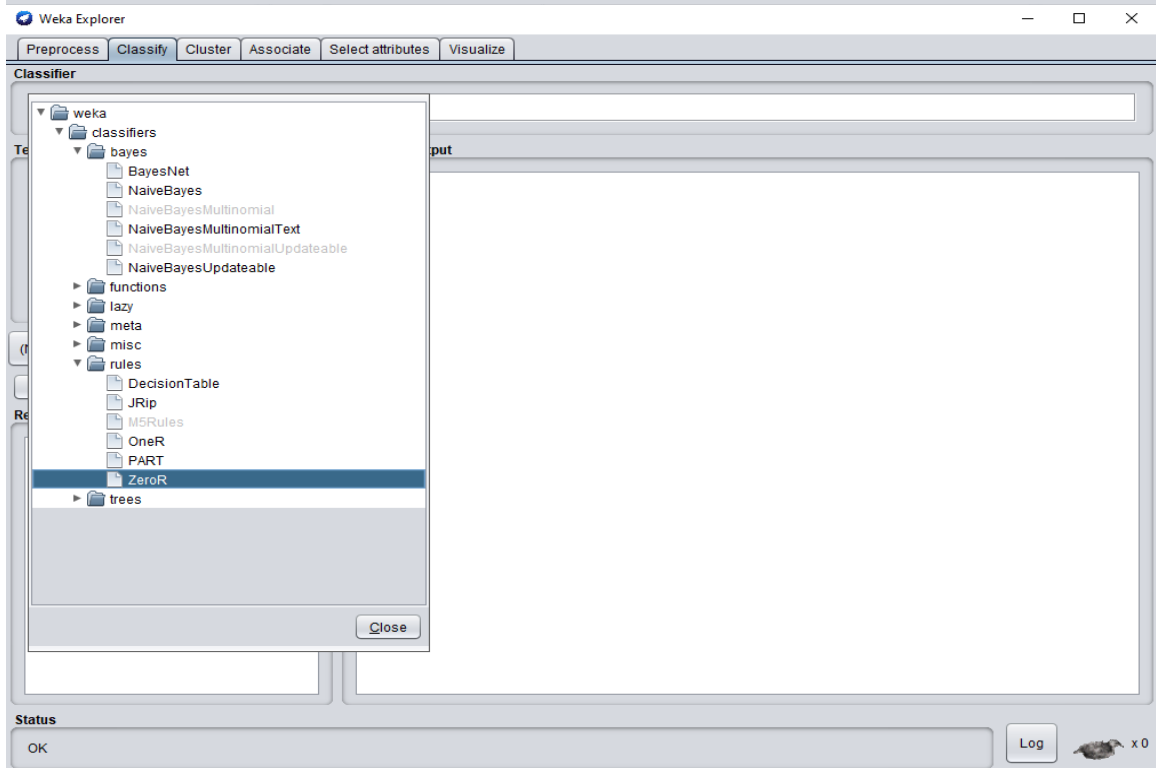 Weka Explorer
Preprocess Classify Cluster Associate Select attributes Visualize
Classifier
weka
classifiers
bayes
BayesNet
NaiveBayes
NaiveBayesMultinomial
NaiveBayesMultinomialText
NaiveBayesMultinomialUpdateable
NaiveBayesUpdateable
functions
lazy
meta
misc
rules
DecisionTable
JRip
M5Rules
OneR
PART
ZeroR
trees
Close
Status
OK
Log
x 0